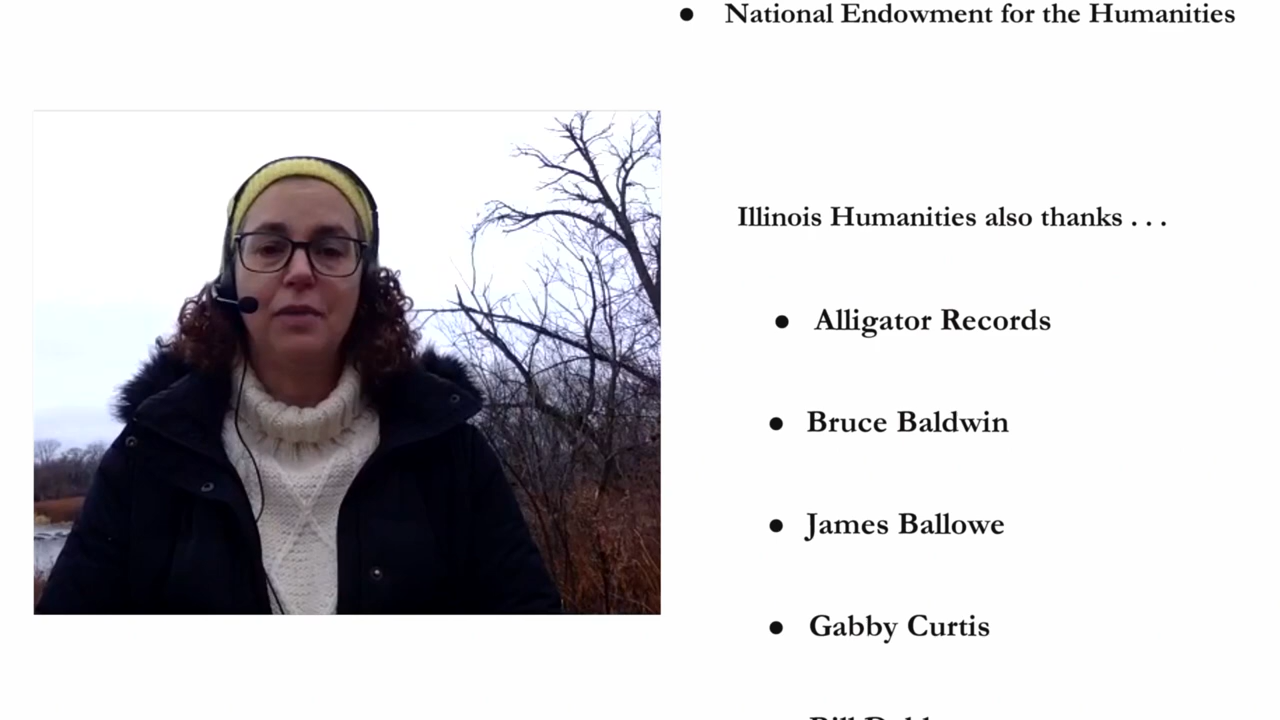 ● National Endowment for the Humanities
Illinois Humanities also thanks . . .
● Alligator Records
● Bruce Baldwin
● James Ballowe
● Gabby Curtis